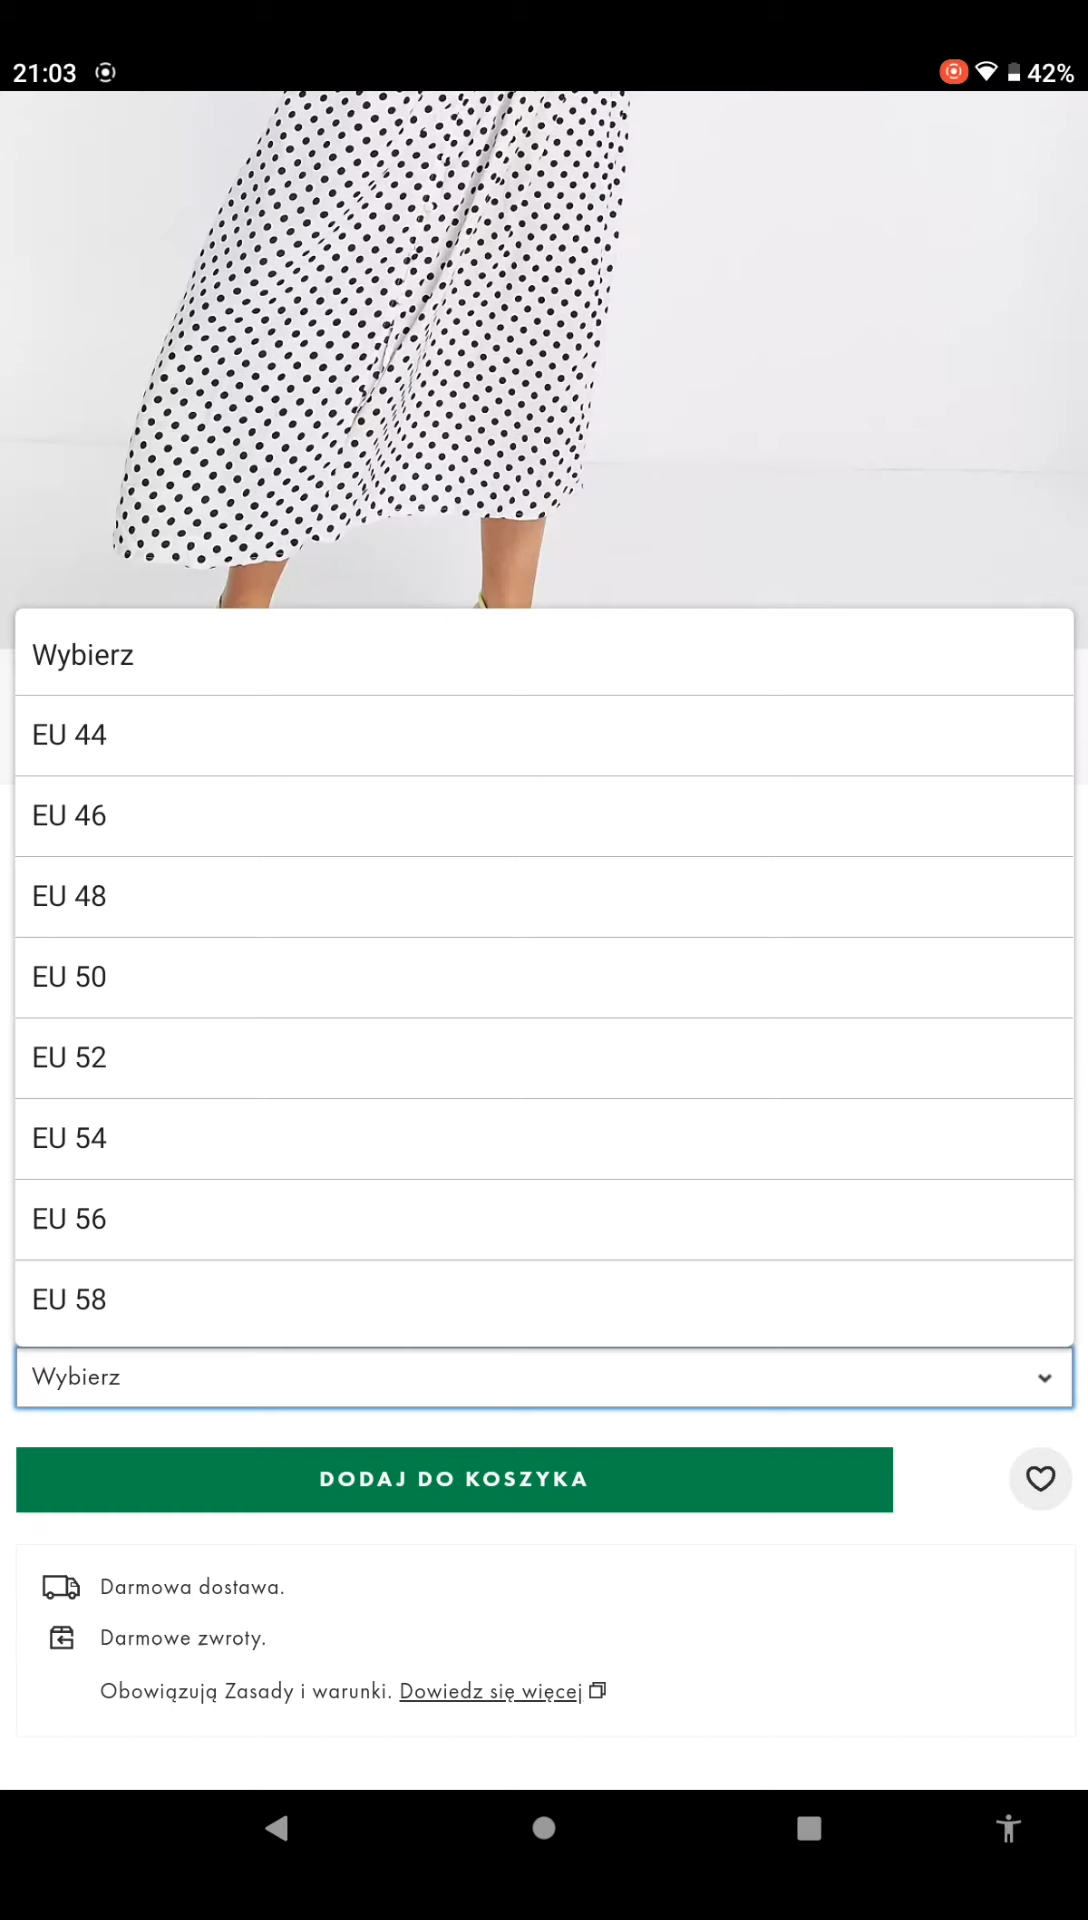 21:03
42%
Wybierz
EU 44
EU 46
EU 48
EU 50
EU 52
EU 54
EU 56
EU 58
Wybierz
DODAJ DO KOSZYKA
Darmowa dostawa.
Darmowe zwroty.
Obowiązują Zasady i warunki. Dowiedz się więcej